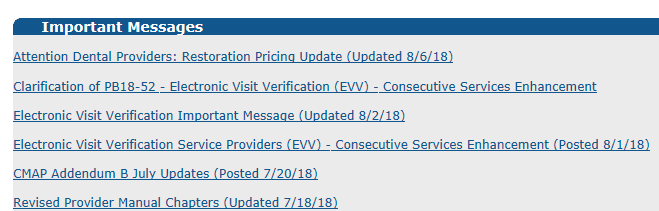 Important Messages
Attention Dental Providers: Restoration Pricing Update (Updated 8/6/18)
Clarification of PB18-52 - Electronic Visit Verification (EVV) - Consecutive Services Enhancement
Electronic Visit Verification Important Message (Updated 8/2/18)
Electronic Visit Verification Service Providers (EVV) - Consecutive Services Enhancement (Posted 8/1/18)
CMAP Addendum B July Updates (Posted 7/20/18)
Revised Provider Manual Chapters (Updated 7/18/18)